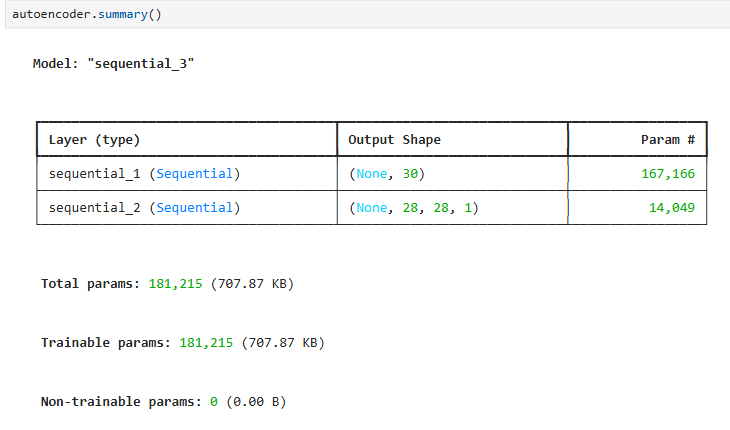 autoencoder.summary()
Model: "sequential_3"
Layer (type) Output Shape Param #
sequential_1 (Sequential) (None, 30) 167,166
sequential_2 (Sequential) (None, 28, 28, 1) 14,049
Total params: 181,215 (707.87 KB)
Trainable params: 181,215 (707.87 KB)
Non-trainable params: 0 (0.00 B)